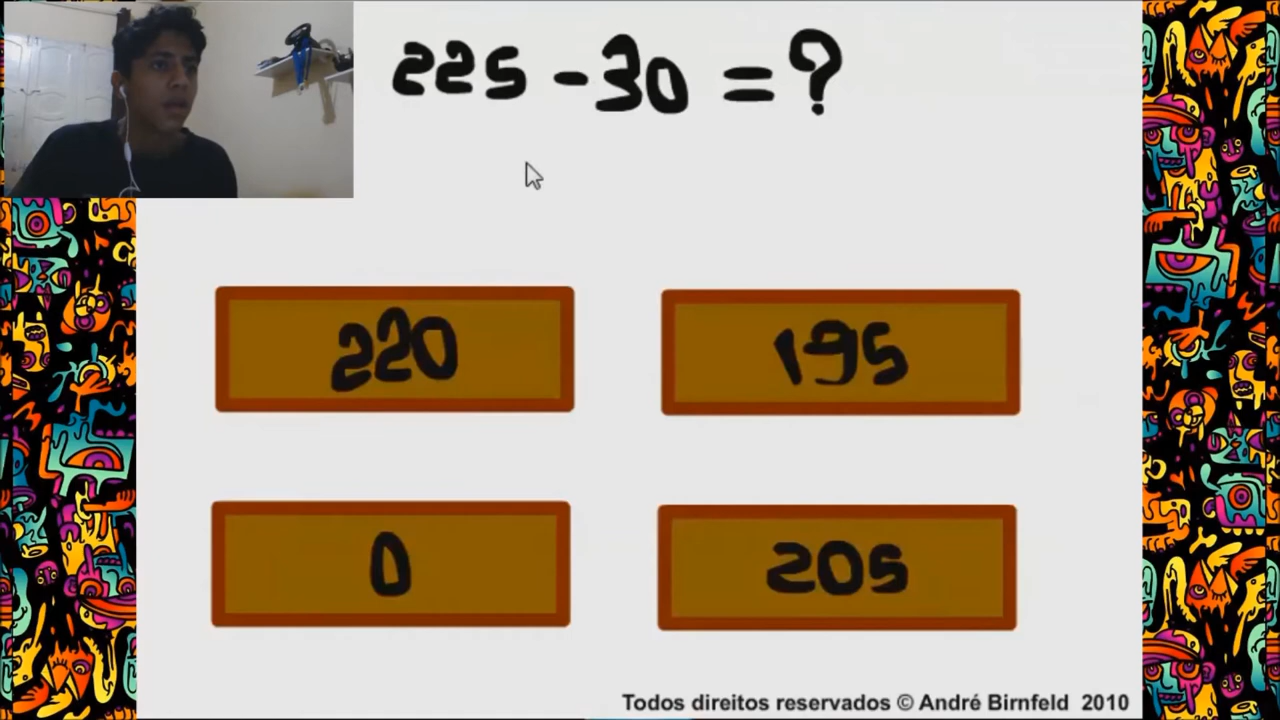 225 - 30 = ?
220
195
0
205
Todos direitos reservados © André Birnfeld 2010